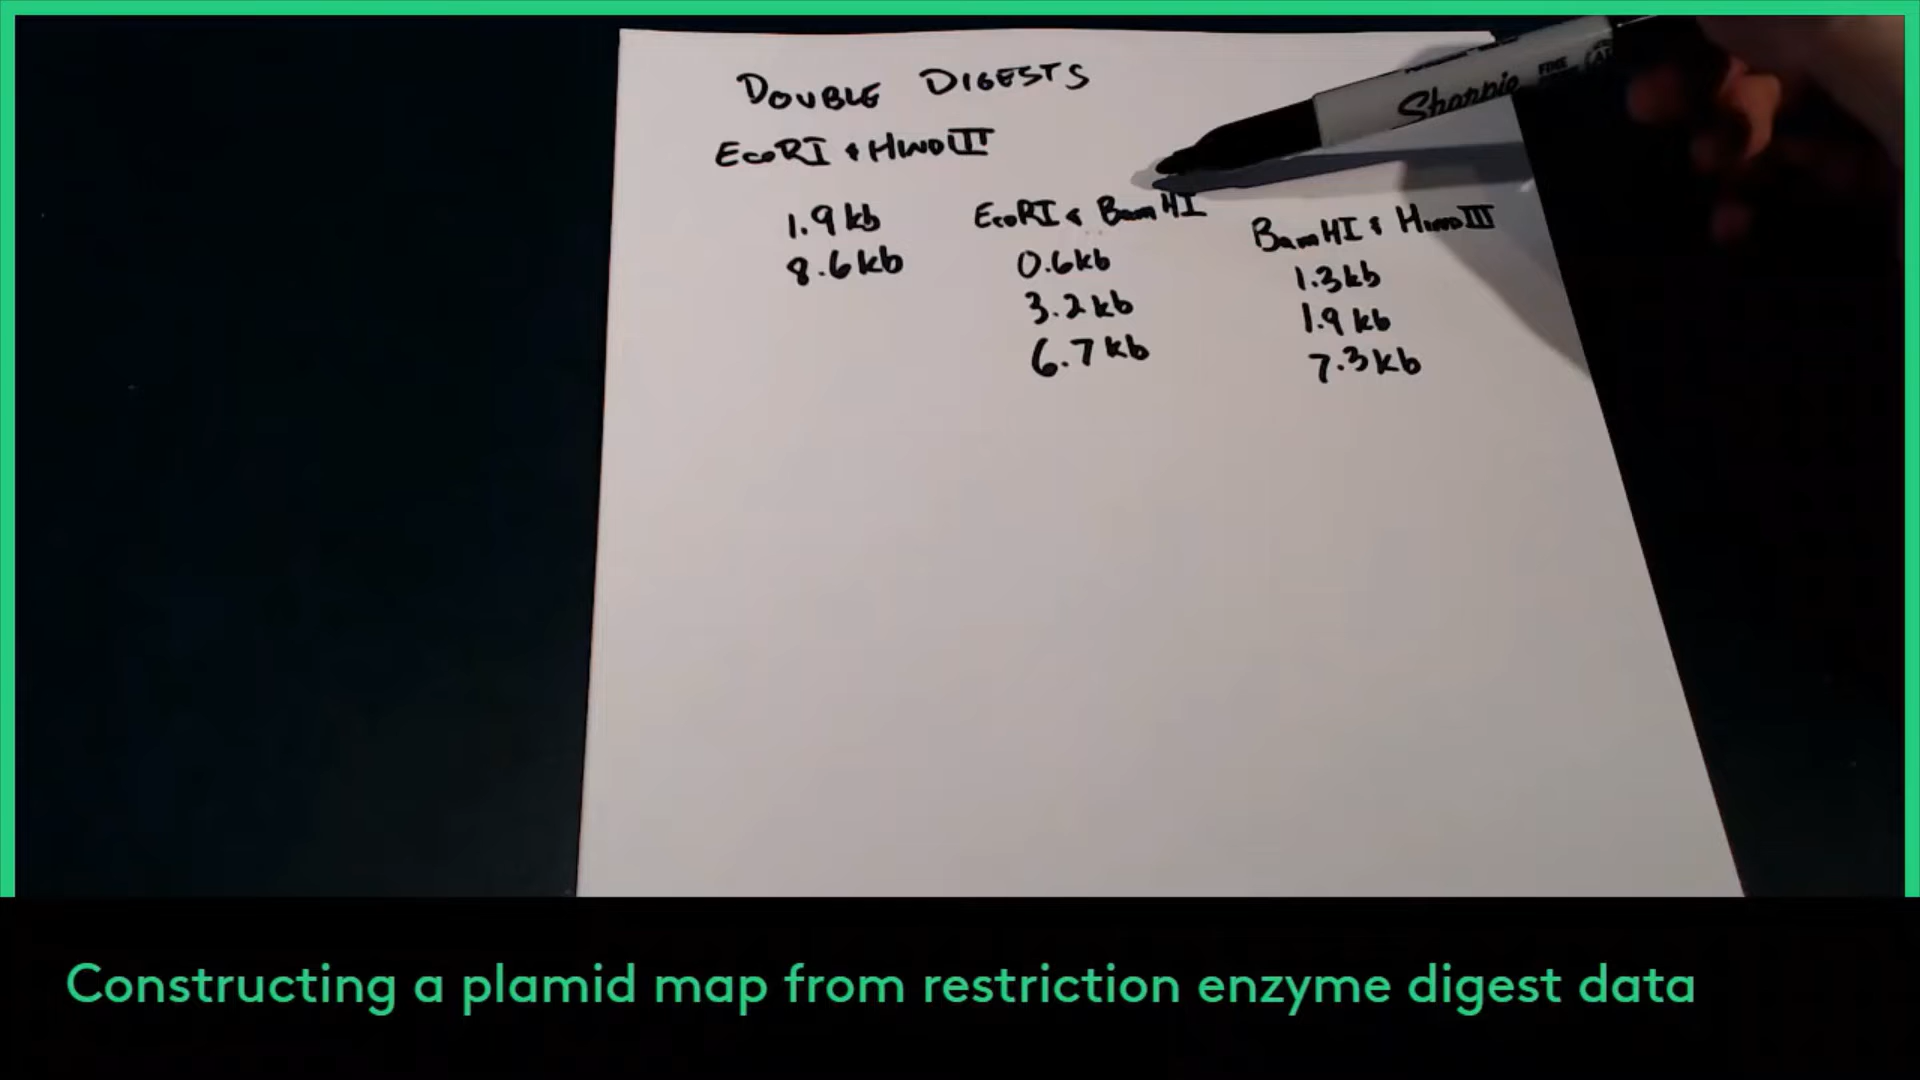 DOUBLE DIGESTS
EcoRI & HINDIII
1.9 kb
8.6 kb
EcoRI & BamHI
0.6kb
3.2 kb
6.7 kb
BamHI & HINDIII
1.3 kb
1.9 kb
7.3 kb
Sharpie
FINE
Constructing a plamid map from restriction enzyme digest data